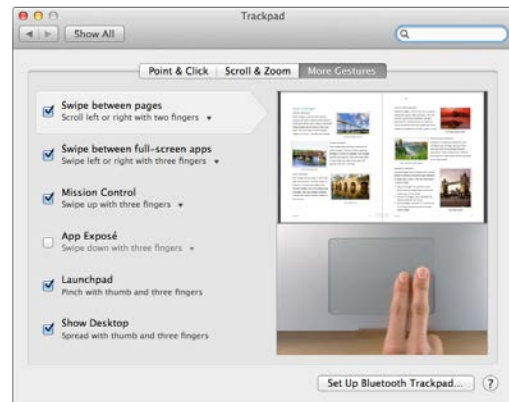 Trackpad
Show All
Point & Click Scroll & Zoom More Gestures
Swipe between pages
Scroll left or right with two fingers
Swipe between full-screen apps
Swipe left or right with three fingers
Mission Control
Swipe up with three fingers
App Exposé
Swipe down with three fingers
Launchpad
Pinch with thumb and three fingers
Show Desktop
Spread with thumb and three fingers
Set Up Bluetooth Trackpad... ?